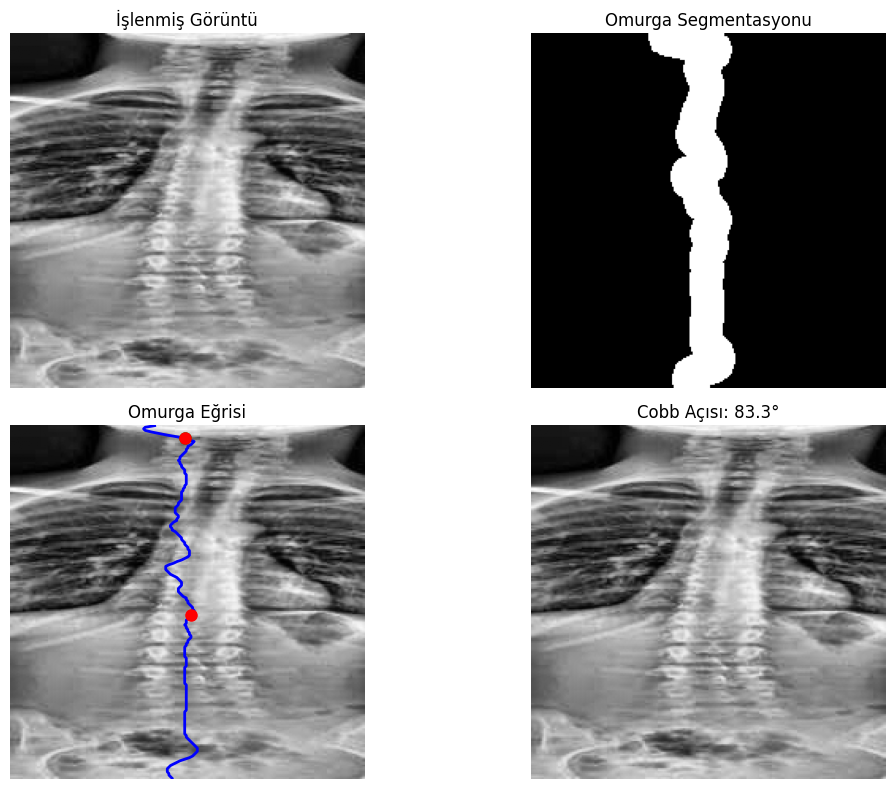 İşlenmiş Görüntü
Omurga Segmentasyonu
Omurga Eğrisi
Cobb Açısı: 83.3°